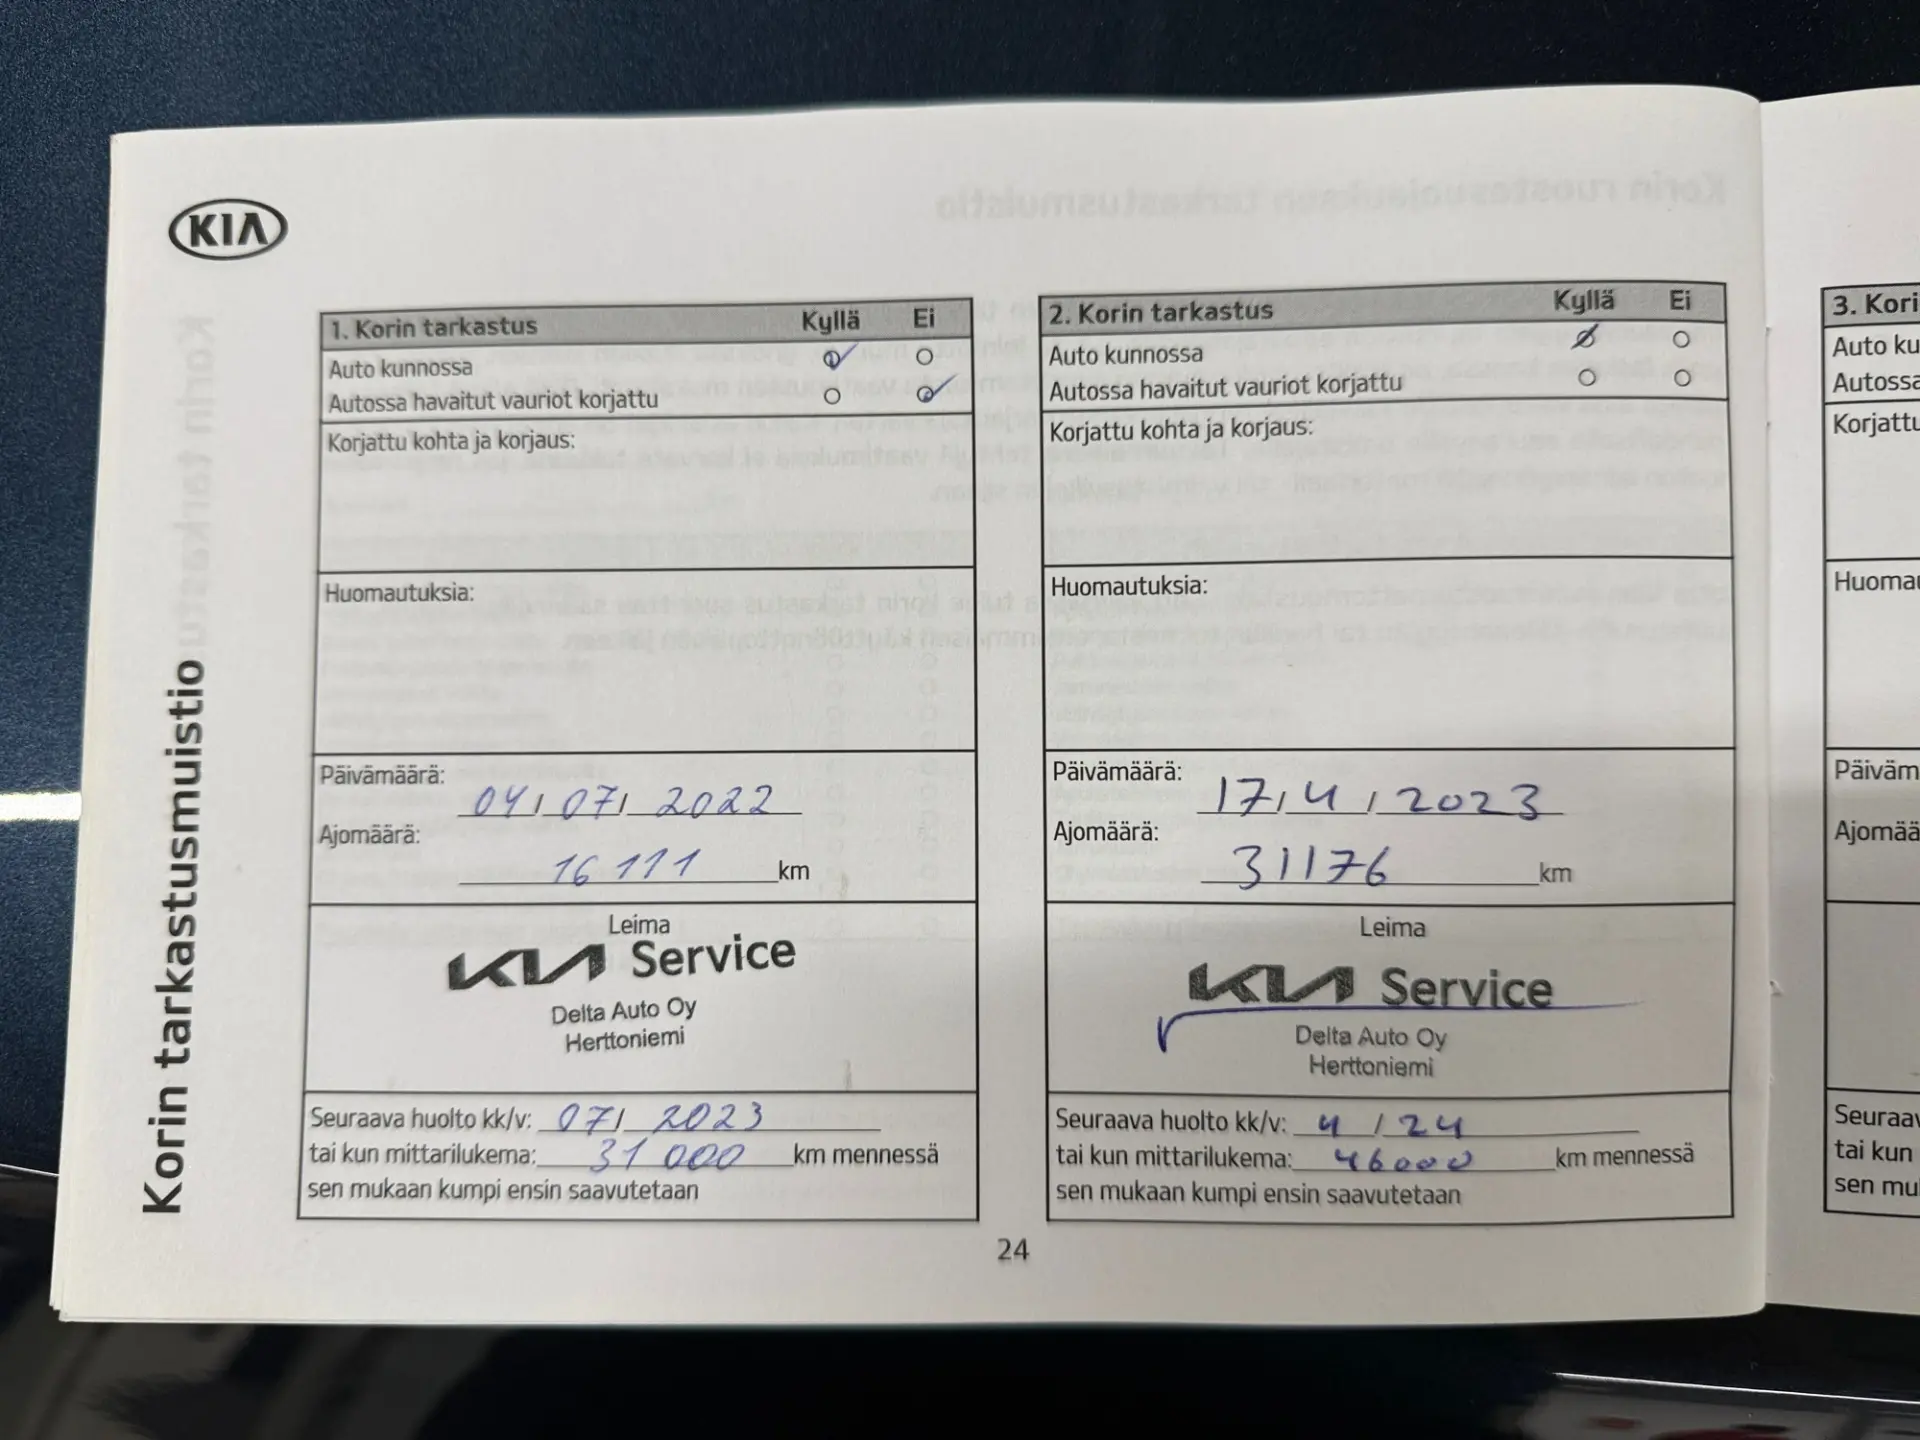 KIA
Korin tarkastusmuistio
1. Korin tarkastus Kyllä Ei
Auto kunnossa
Autossa havaitut vauriot korjattu
Korjattu kohta ja korjaus:
Huomautuksia:
Päivämäärä:
04/07/2022
Ajomäärä:
16 111 km
Leima
KIA Service
Delta Auto Oy
Herttoniemi
Seuraava huolto kk/v: 07/2023
tai kun mittarilukema: 31 000 km mennessä
sen mukaan kumpi ensin saavutetaan
2. Korin tarkastus Kyllä Ei
Auto kunnossa
Autossa havaitut vauriot korjattu
Korjattu kohta ja korjaus:
Huomautuksia:
Päivämäärä:
17/4/2023
Ajomäärä:
31176 km
Leima
KIA Service
Delta Auto Oy
Herttoniemi
Seuraava huolto kk/v: 4/24
tai kun mittarilukema: 46000 km mennessä
sen mukaan kumpi ensin saavutetaan
24
3. Kori
Auto ku
Autossa
Korjattu
Huomau
Päiväm
Ajomää
Seuraav
tai kun
sen mu